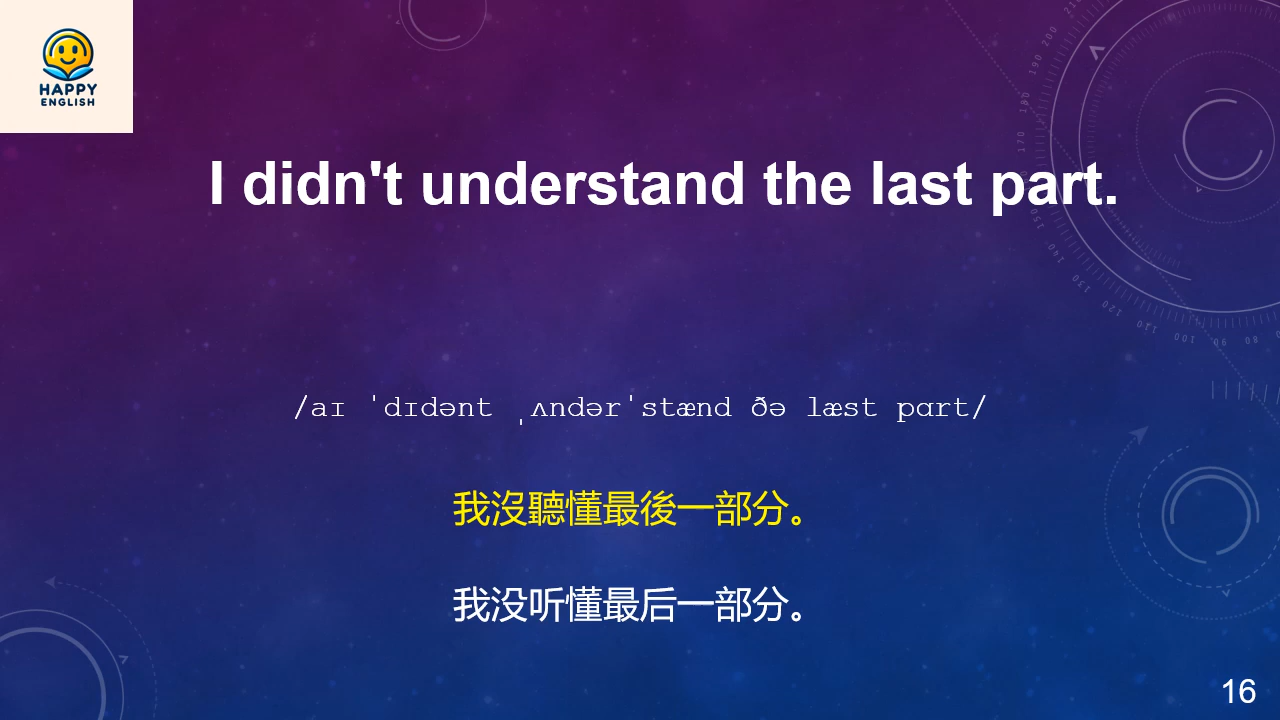 HAPPY
ENGLISH
I didn't understand the last part.
/aɪ ˈdɪdənt ˌʌndərˈstænd ðə læst pɑrt/
我沒聽懂最後一部分。
我没听懂最后一部分。
16